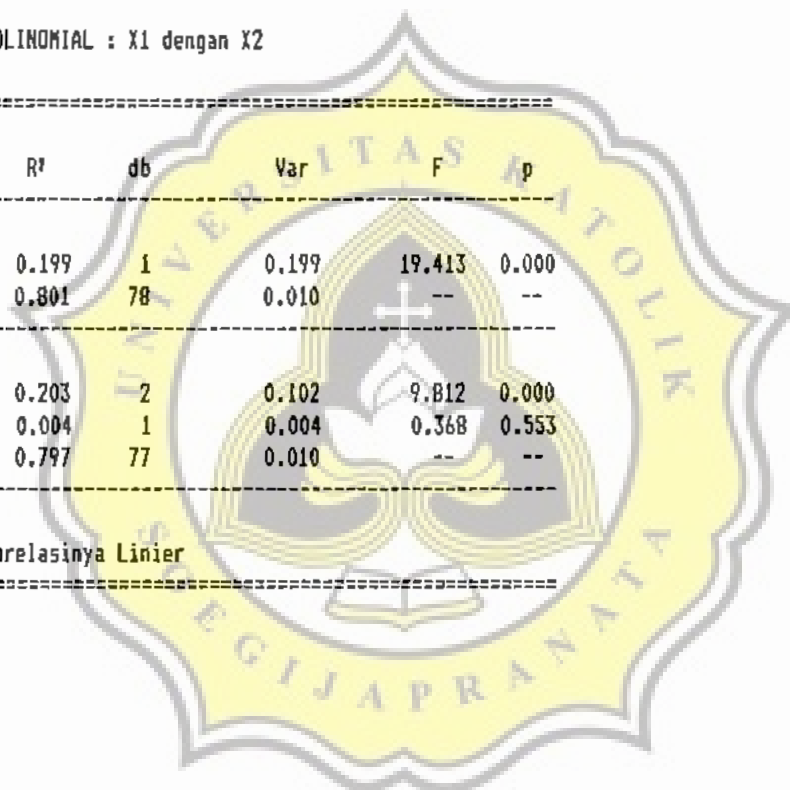 OLINOMIAL : X1 dengan X2
R² db Var F p
0.199 1 0.199 19.413 0.000
0.801 78 0.010 -- --
0.203 2 0.102 9.812 0.000
0.004 1 0.004 0.368 0.553
0.797 77 0.010 -- --
relasinya Linier
UNIVERSITAS KATOLIK
SOEGIJAPRANATA